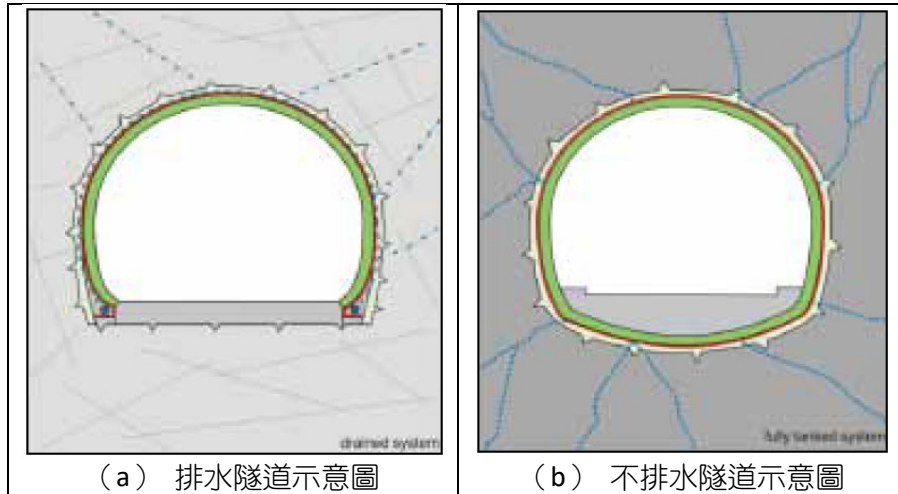 drained system
fully tanked system
（a） 排水隧道示意圖
（b） 不排水隧道示意圖